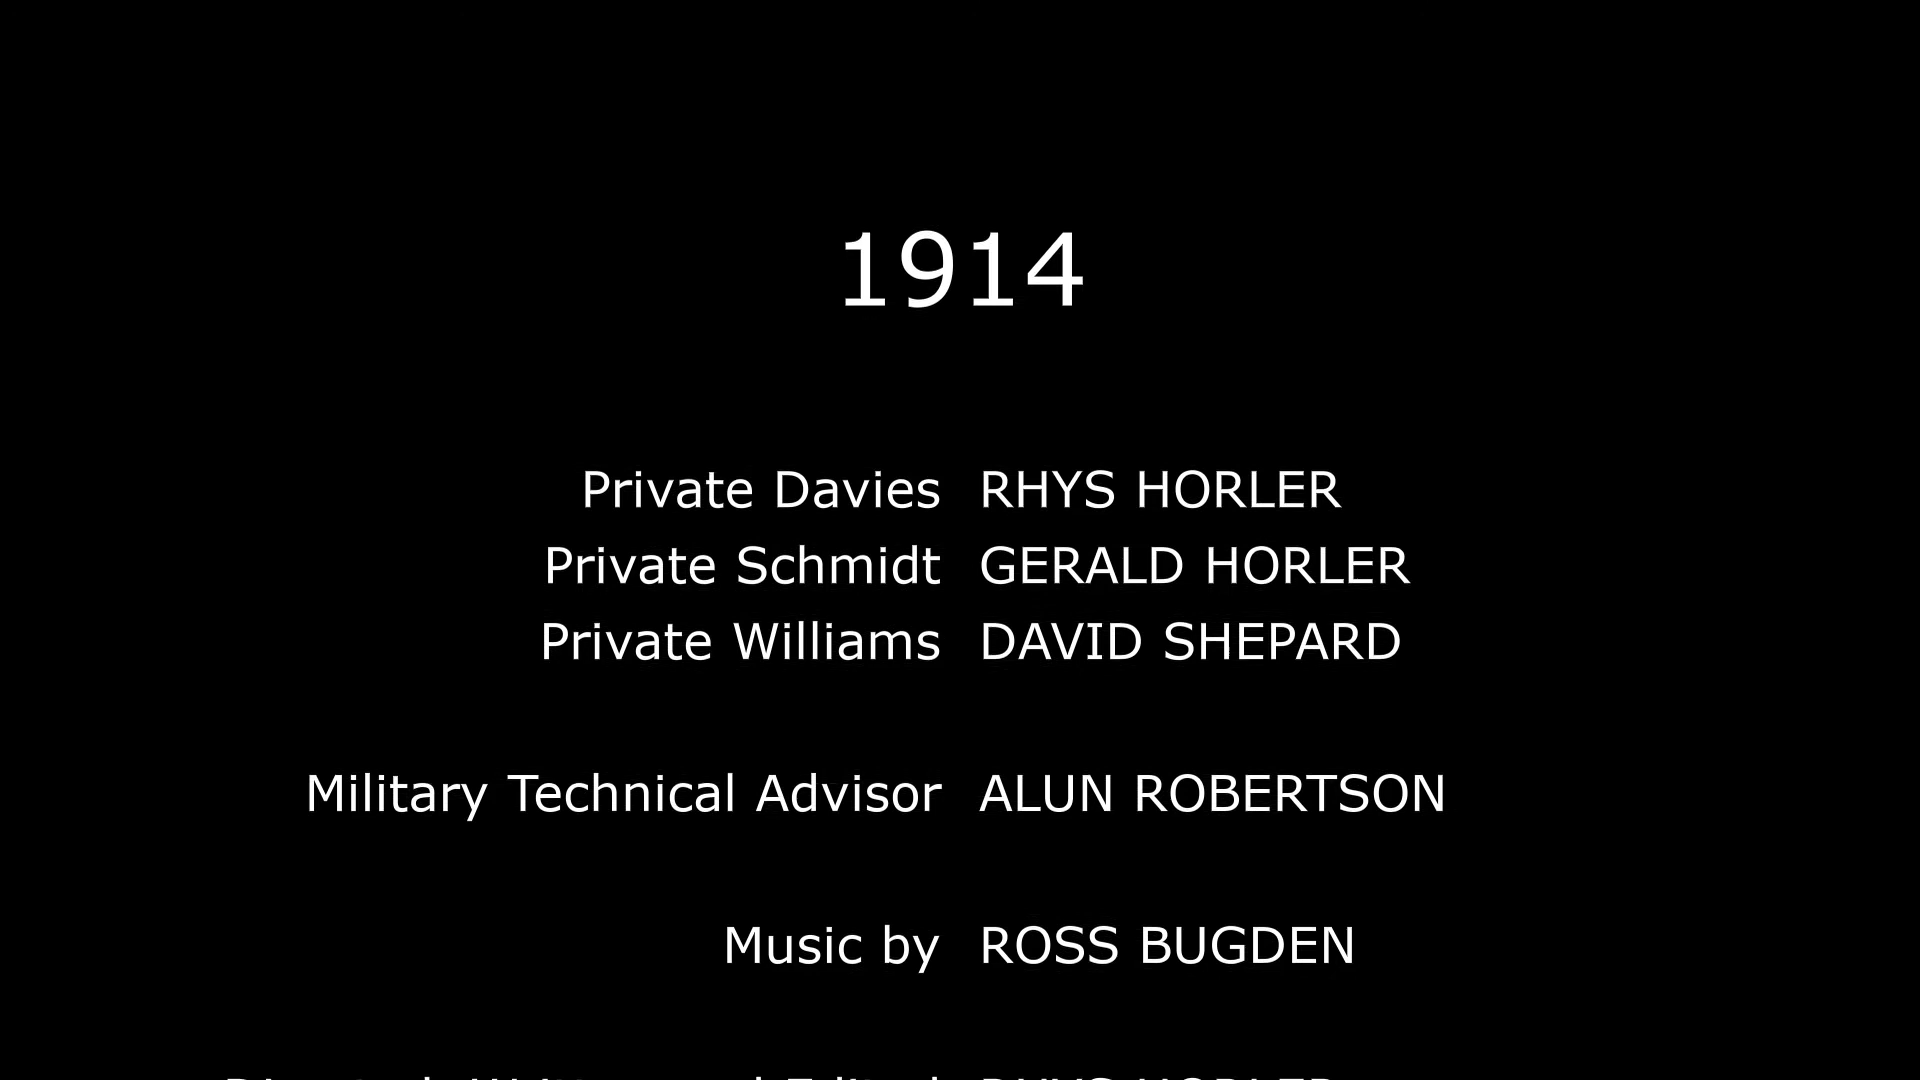 1914
Private Davies RHYS HORLER
Private Schmidt GERALD HORLER
Private Williams DAVID SHEPARD
Military Technical Advisor ALUN ROBERTSON
Music by ROSS BUGDEN